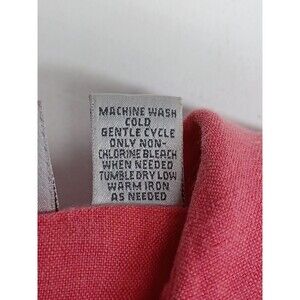 MACHINE WASH
COLD
GENTLE CYCLE
ONLY NON-
CHLORINE BLEACH
WHEN NEEDED
TUMBLE DRY LOW
WARM IRON
AS NEEDED